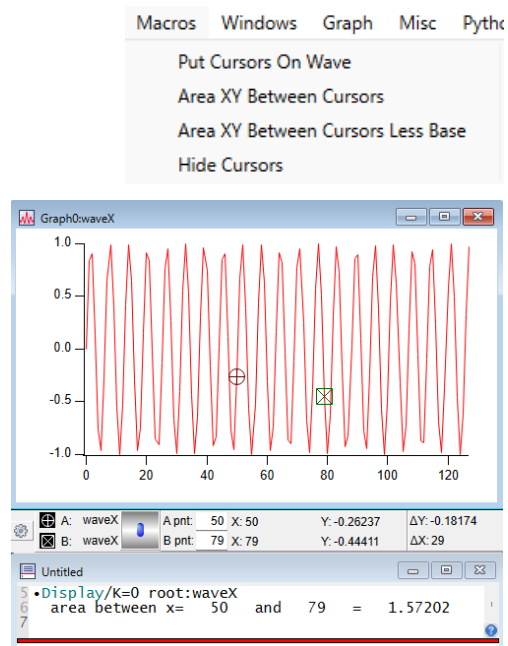 Macros Windows Graph Misc Pytho
Put Cursors On Wave
Area XY Between Cursors
Area XY Between Cursors Less Base
Hide Cursors
Graph0:waveX
1.0
0.5
0.0
-0.5
-1.0
0 20 40 60 80 100 120
A: waveX A pnt: 50 X: 50 Y: -0.26237 ΔY: -0.18174
B: waveX B pnt: 79 X: 79 Y: -0.44411 ΔX: 29
Untitled
5 •Display/K=0 root:waveX
6 area between x= 50 and 79 = 1.57202
7